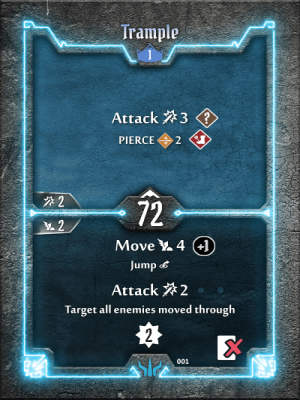 Trample
1
Attack 3 ?
PIERCE 2
2
72
2
Move 4 +1
Jump
Attack 2
Target all enemies moved through
2
001